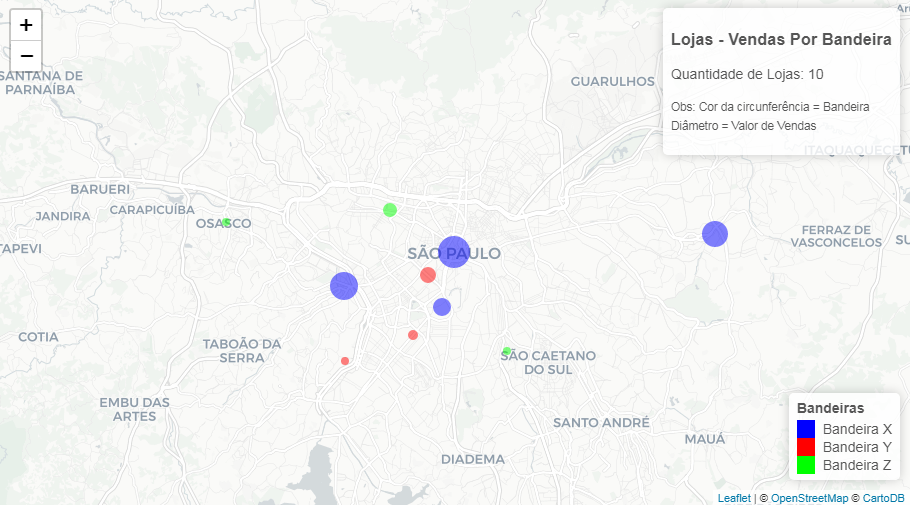 +
−
Lojas - Vendas Por Bandeira
Quantidade de Lojas: 10
Obs: Cor da circunferência = Bandeira
Diâmetro = Valor de Vendas
SANTANA DE
PARNAÍBA
GUARULHOS
ITAQUAQUECETU
BARUERI
CARAPICUÍBA
JANDIRA
OSASCO
TAPEVI
SÃO PAULO
FERRAZ DE
VASCONCELOS
SU
COTIA
TABOÃO DA
SERRA
SÃO CAETANO
DO SUL
EMBU DAS
ARTES
SANTO ANDRÉ
MAUÁ
DIADEMA
Bandeiras
Bandeira X
Bandeira Y
Bandeira Z
Leaflet | © OpenStreetMap © CartoDB